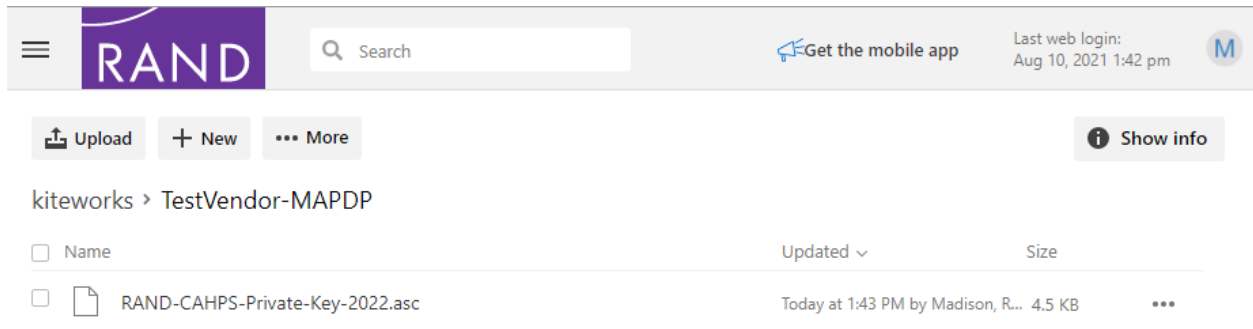 RAND
Search
Get the mobile app
Last web login:
Aug 10, 2021 1:42 pm
M
Upload
New
More
Show info
kiteworks > TestVendor-MAPDP
Name Updated Size
RAND-CAHPS-Private-Key-2022.asc Today at 1:43 PM by Madison, R... 4.5 KB